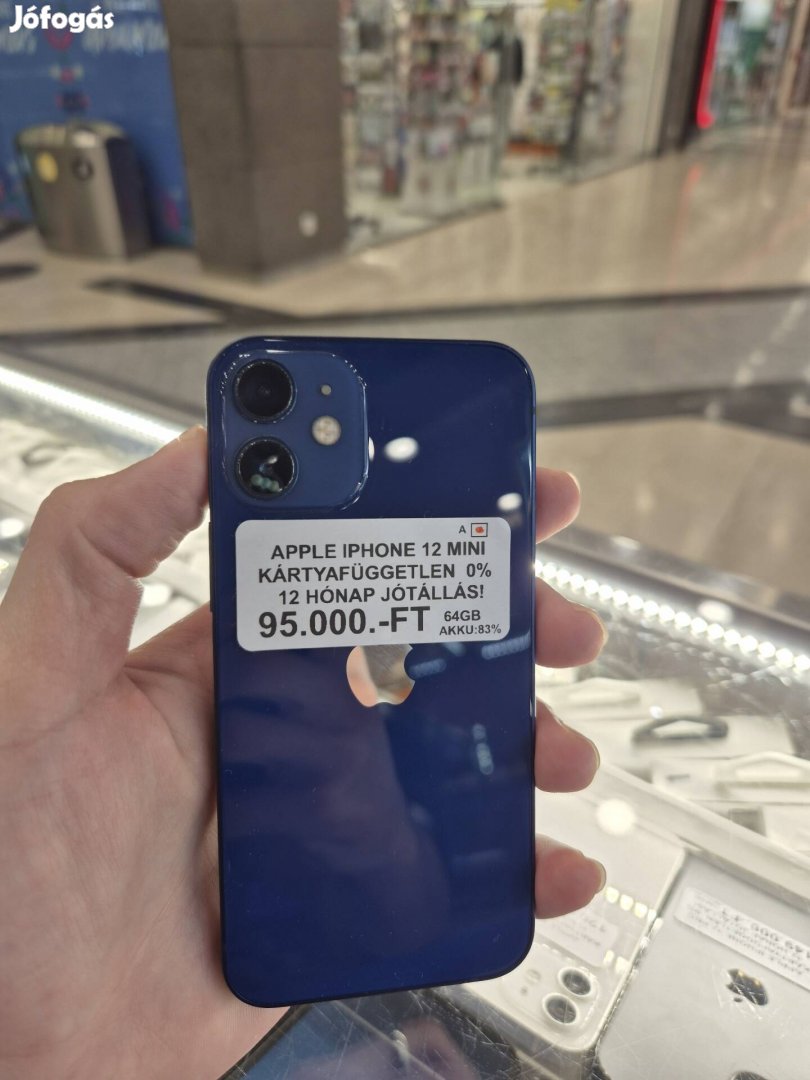 Jófogás
A
APPLE IPHONE 12 MINI
KÁRTYAFÜGGETLEN 0%
12 HÓNAP JÓTÁLLÁS!
95.000.-FT 64GB
AKKU:83%